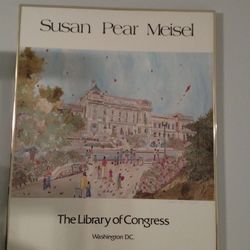 Susan Pear Meisel
The Library of Congress
Washington D.C.